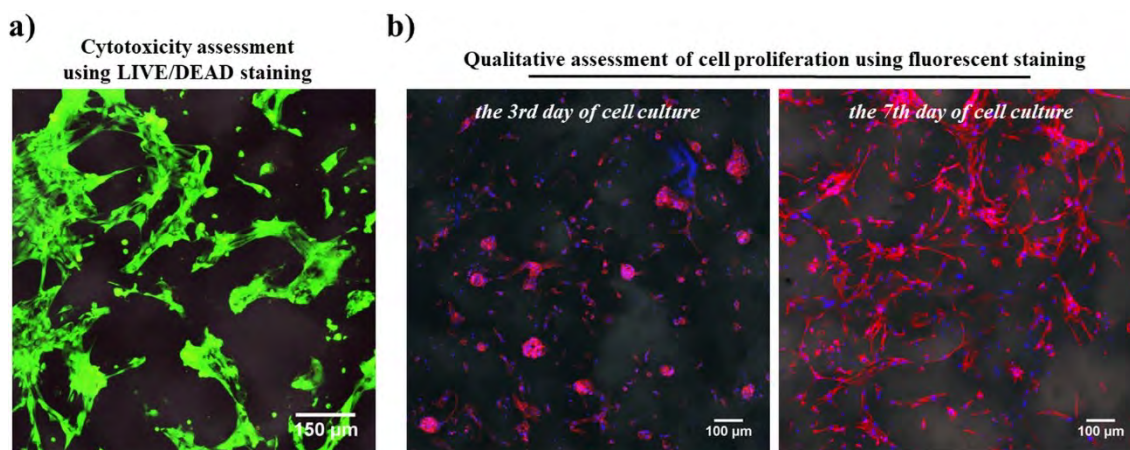 a)
Cytotoxicity assessment
using LIVE/DEAD staining
150 μm
b)
Qualitative assessment of cell proliferation using fluorescent staining
the 3rd day of cell culture
100 μm
the 7th day of cell culture
100 μm